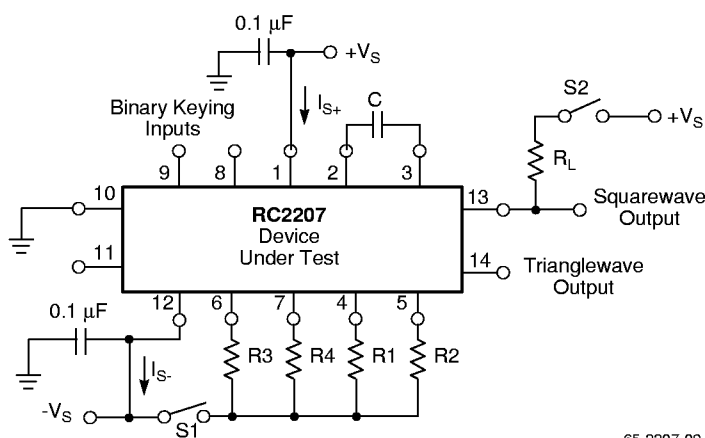 0.1 μF
+VS
IS+
C
S2
+VS
Binary Keying
Inputs
RL
9
8
1
2
3
10
13
RC2207
Device
Under Test
Squarewave
Output
11
14
Trianglewave
Output
0.1 μF
12
6
7
4
5
R3
R4
R1
R2
IS-
-VS
S1